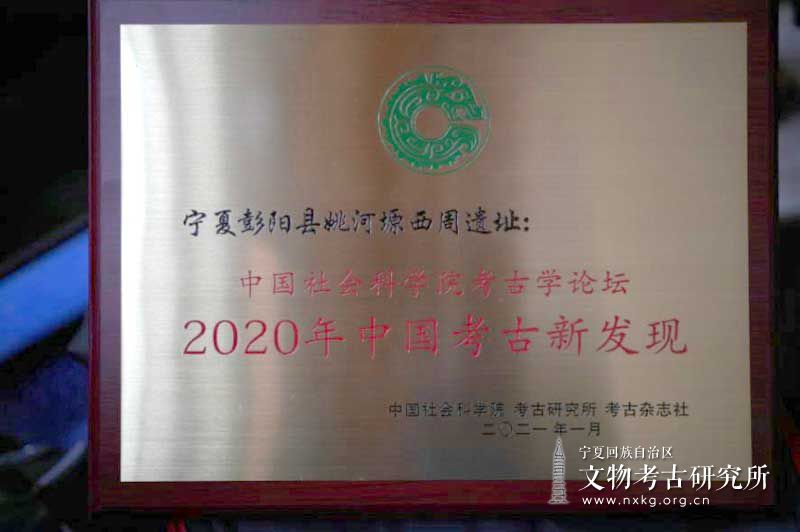 宁夏彭阳县姚河塬西周遗址：
中国社会科学院考古学论坛
2020年中国考古新发现
中国社会科学院 考古研究所 考古杂志社
二〇二一年一月
宁夏回族自治区
文物考古研究所
www.nxkg.org.cn